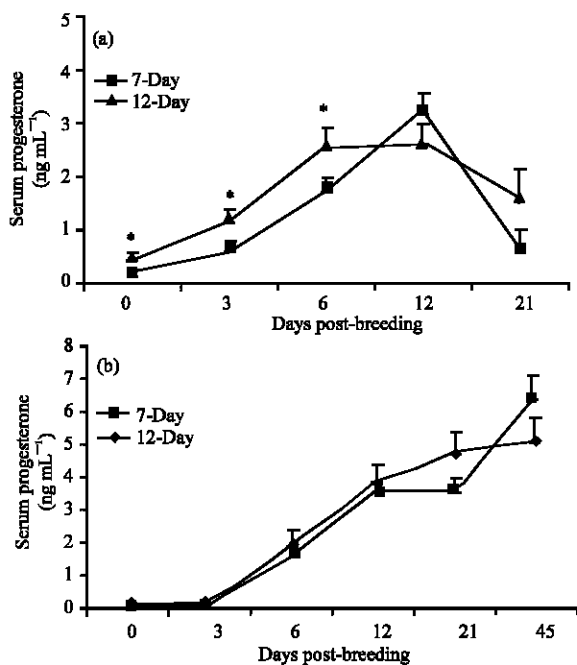 (a)
7-Day
12-Day
Serum progesterone
(ng mL⁻¹)
5
4
3
2
1
0
*
*
*
0 3 6 12 21
Days post-breeding
(b)
7-Day
12-Day
Serum progesterone
(ng mL⁻¹)
8
7
6
5
4
3
2
1
0
0 3 6 12 21 45
Days post-breeding